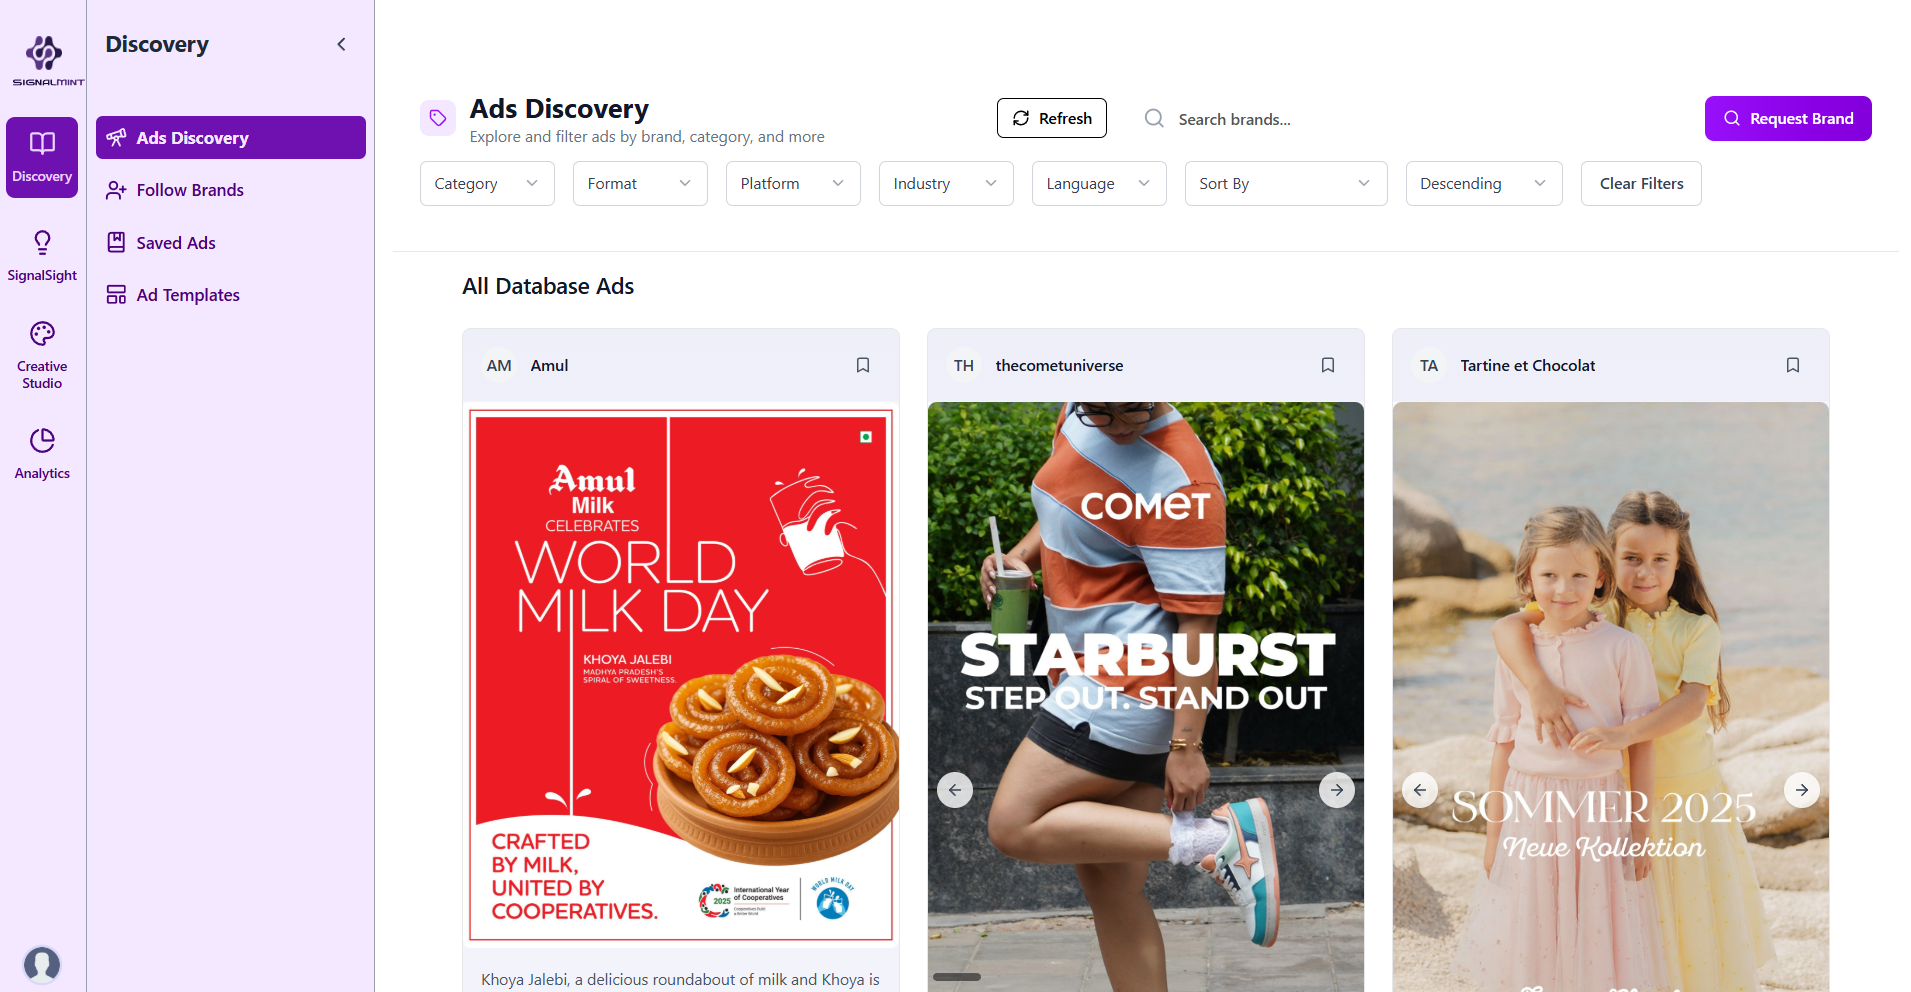 SIGNALMINT
Discovery
SignalSight
Creative
Studio
Analytics
Discovery
Ads Discovery
Follow Brands
Saved Ads
Ad Templates
Ads Discovery
Explore and filter ads by brand, category, and more
Refresh
Search brands...
Request Brand
Category
Format
Platform
Industry
Language
Sort By
Descending
Clear Filters
All Database Ads
AM
Amul
Amul
Milk
CELEBRATES
WORLD
MILK DAY
KHOYA JALEBI
MADHYA PRADESH'S
SPIRAL OF SWEETNESS.
CRAFTED
BY MILK,
UNITED BY
COOPERATIVES.
2025
International Year
of Cooperatives
Cooperatives Build
a Better World
WORLD MILK DAY
Khoya Jalebi, a delicious roundabout of milk and Khoya is
TH
thecometuniverse
COMET
STARBURST
STEP OUT. STAND OUT
TA
Tartine et Chocolat
SOMMER 2025
Neue Kollektion